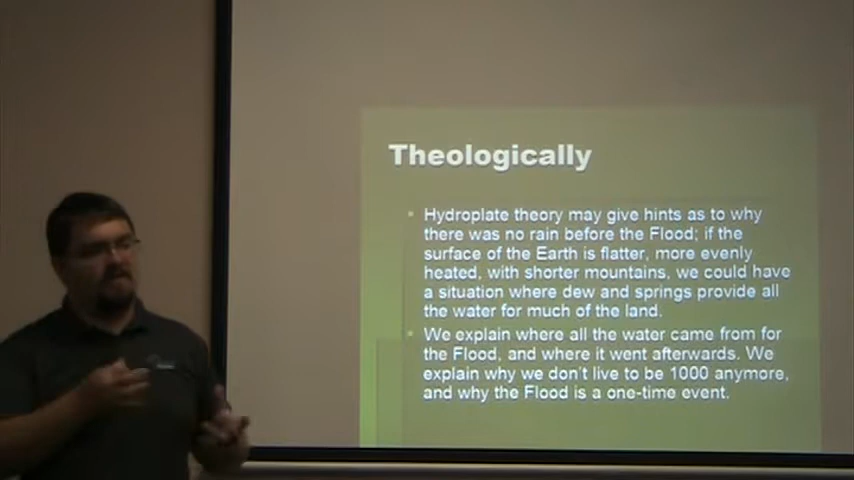 Theologically
Hydroplate theory may give hints as to why
there was no rain before the Flood; if the
surface of the Earth is flatter, more evenly
heated, with shorter mountains, we could have
a situation where dew and springs provide all
the water for much of the land.
We explain where all the water came from for
the Flood, and where it went afterwards. We
explain why we don't live to be 1000 anymore,
and why the Flood is a one-time event.